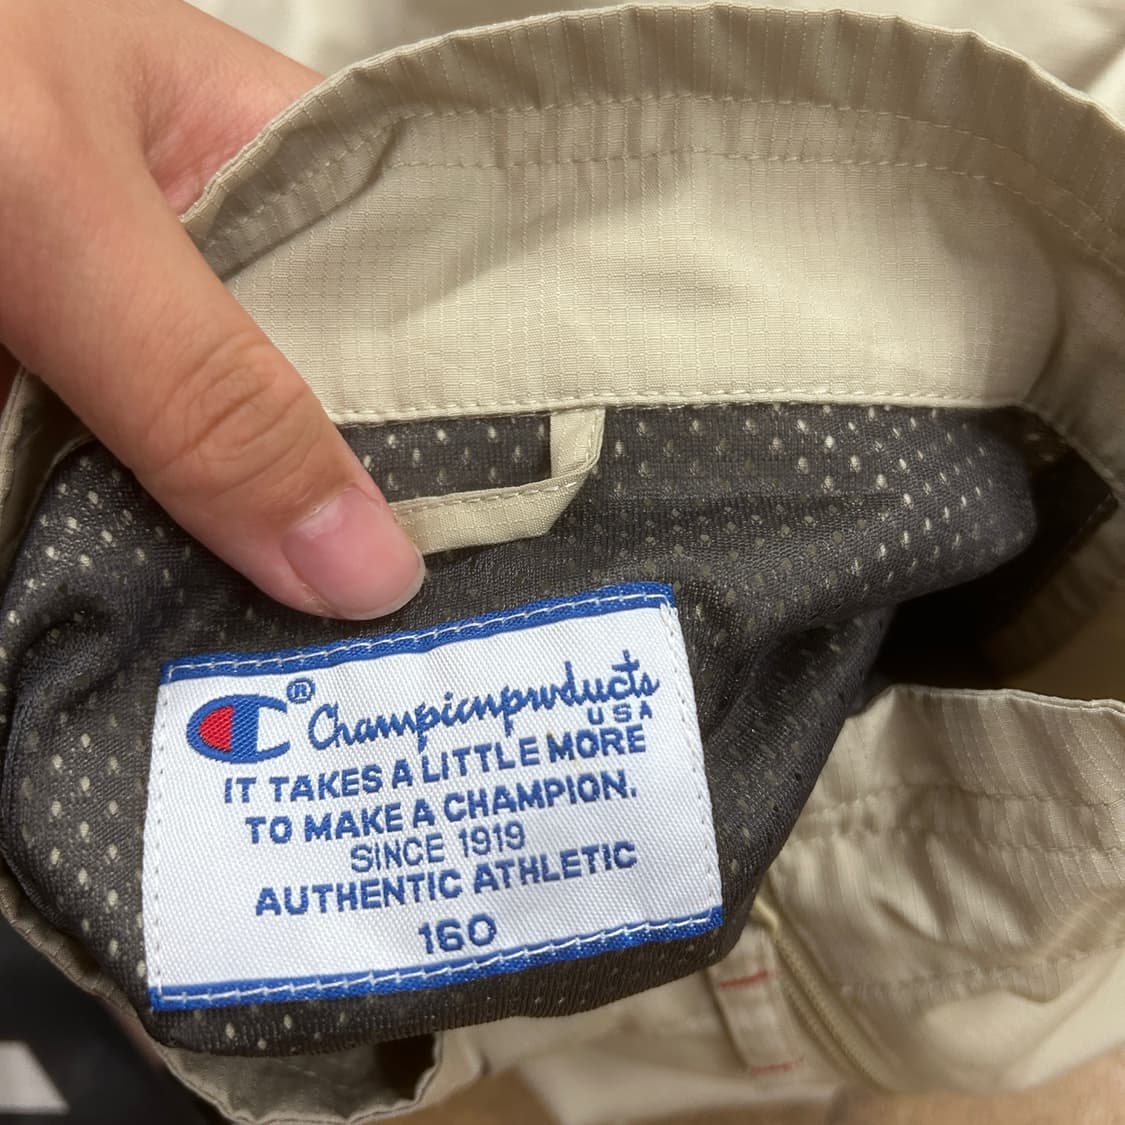 ® Championproducts
USA
IT TAKES A LITTLE MORE
TO MAKE A CHAMPION.
SINCE 1919
AUTHENTIC ATHLETIC
160